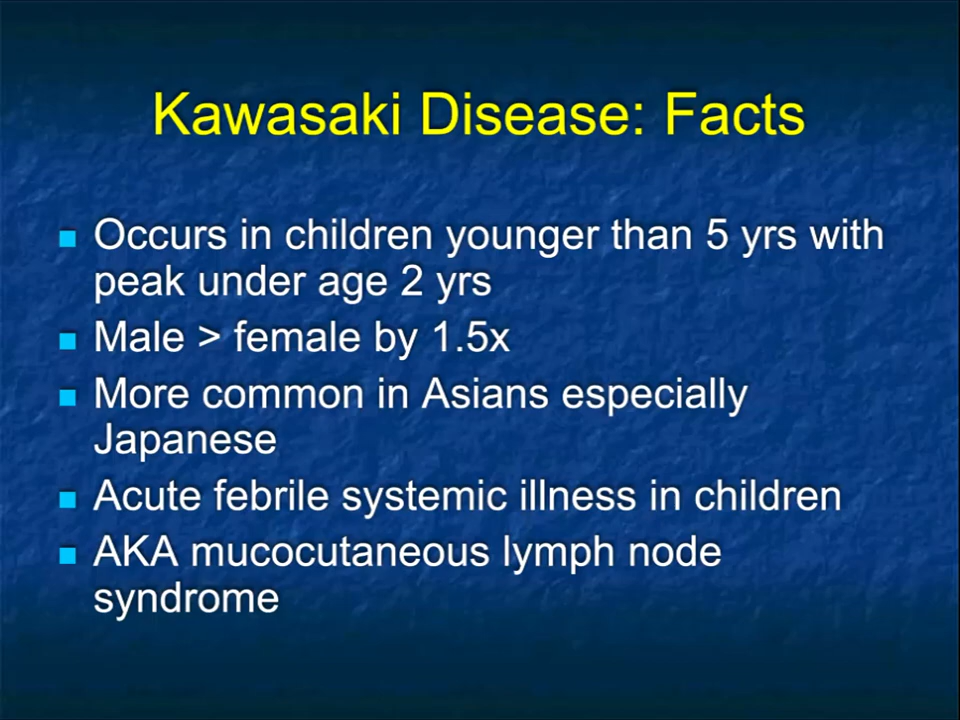 Kawasaki Disease: Facts
Occurs in children younger than 5 yrs with
peak under age 2 yrs
Male > female by 1.5x
More common in Asians especially
Japanese
Acute febrile systemic illness in children
AKA mucocutaneous lymph node
syndrome